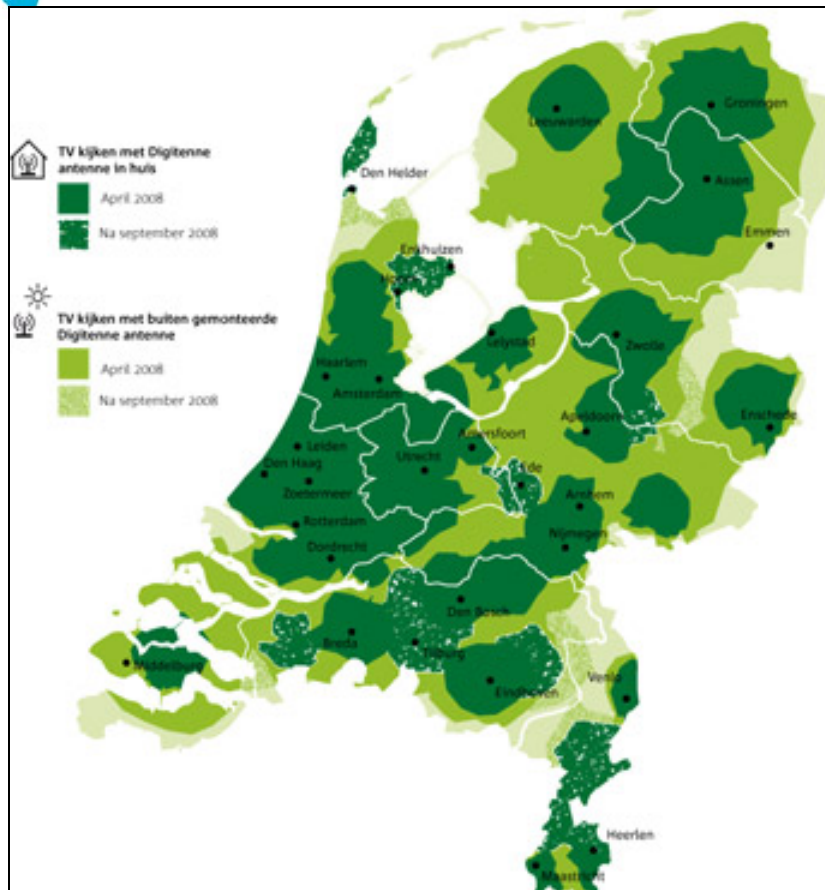 TV kijken met Digitenne
antenne in huis
April 2008
Na september 2008
TV kijken met buiten gemonteerde
Digitenne antenne
April 2008
Na september 2008
Leeuwarden
Groningen
Assen
Den Helder
Emmen
Enkhuizen
Hoorn
Lelystad
Zwolle
Haarlem
Amsterdam
Apeldoorn
Enschede
Leiden
Amersfoort
Utrecht
Den Haag
Zoetermeer
Ede
Arnhem
Rotterdam
Dordrecht
Nijmegen
Den Bosch
Breda
Tilburg
Middelburg
Eindhoven
Venlo
Heerlen
Maastricht